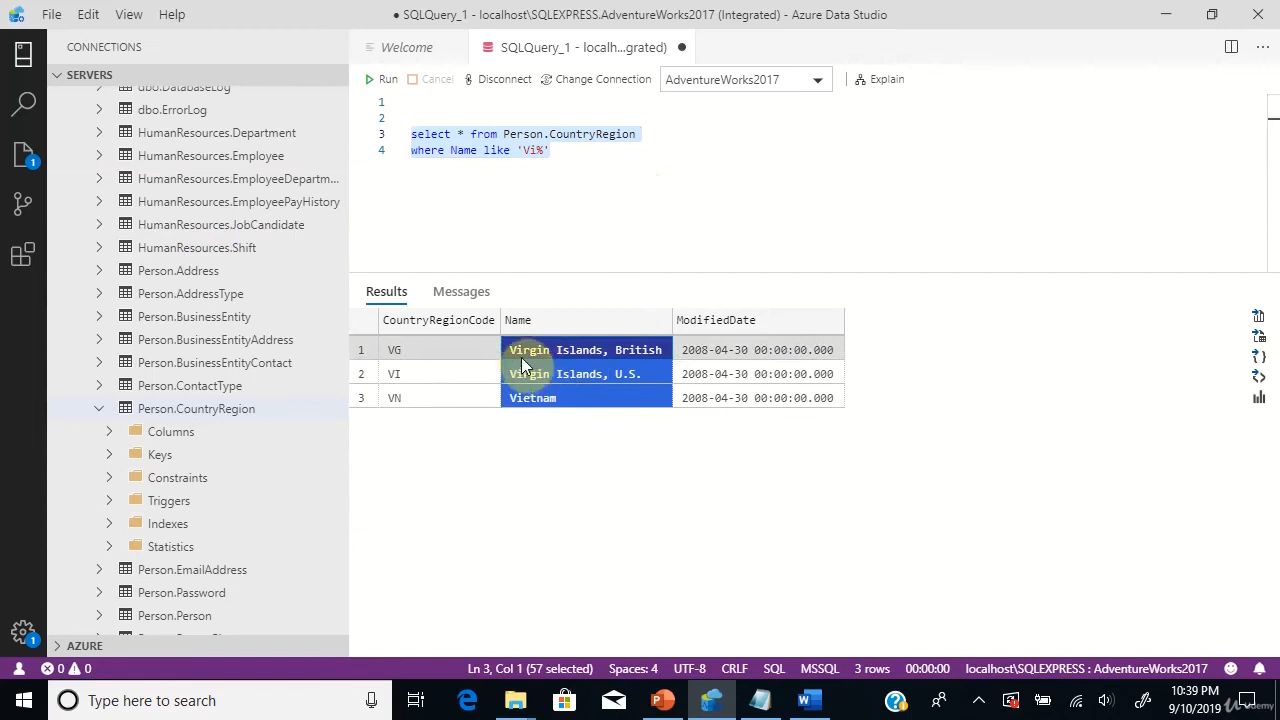 File Edit View Help ● SQLQuery_1 - localhost\SQLEXPRESS.AdventureWorks2017 (Integrated) - Azure Data Studio
CONNECTIONS
SERVERS
dbo.DatabaseLog
dbo.ErrorLog
HumanResources.Department
HumanResources.Employee
HumanResources.EmployeeDepartm...
HumanResources.EmployeePayHistory
HumanResources.JobCandidate
HumanResources.Shift
Person.Address
Person.AddressType
Person.BusinessEntity
Person.BusinessEntityAddress
Person.BusinessEntityContact
Person.ContactType
Person.CountryRegion
Columns
Keys
Constraints
Triggers
Indexes
Statistics
Person.EmailAddress
Person.Password
Person.Person
AZURE
1
1
Welcome SQLQuery_1 - localh...grated) ●
Run Cancel Disconnect Change Connection AdventureWorks2017 Explain
1
2
3 select * from Person.CountryRegion
4 where Name like 'Vi%'
Results Messages
CountryRegionCode Name ModifiedDate
1 VG Virgin Islands, British 2008-04-30 00:00:00.000
2 VI Virgin Islands, U.S. 2008-04-30 00:00:00.000
3 VN Vietnam 2008-04-30 00:00:00.000
0 0 Ln 3, Col 1 (57 selected) Spaces: 4 UTF-8 CRLF SQL MSSQL 3 rows 00:00:00 localhost\SQLEXPRESS : AdventureWorks2017
Type here to search
10:39 PM
9/10/2019
Udemy